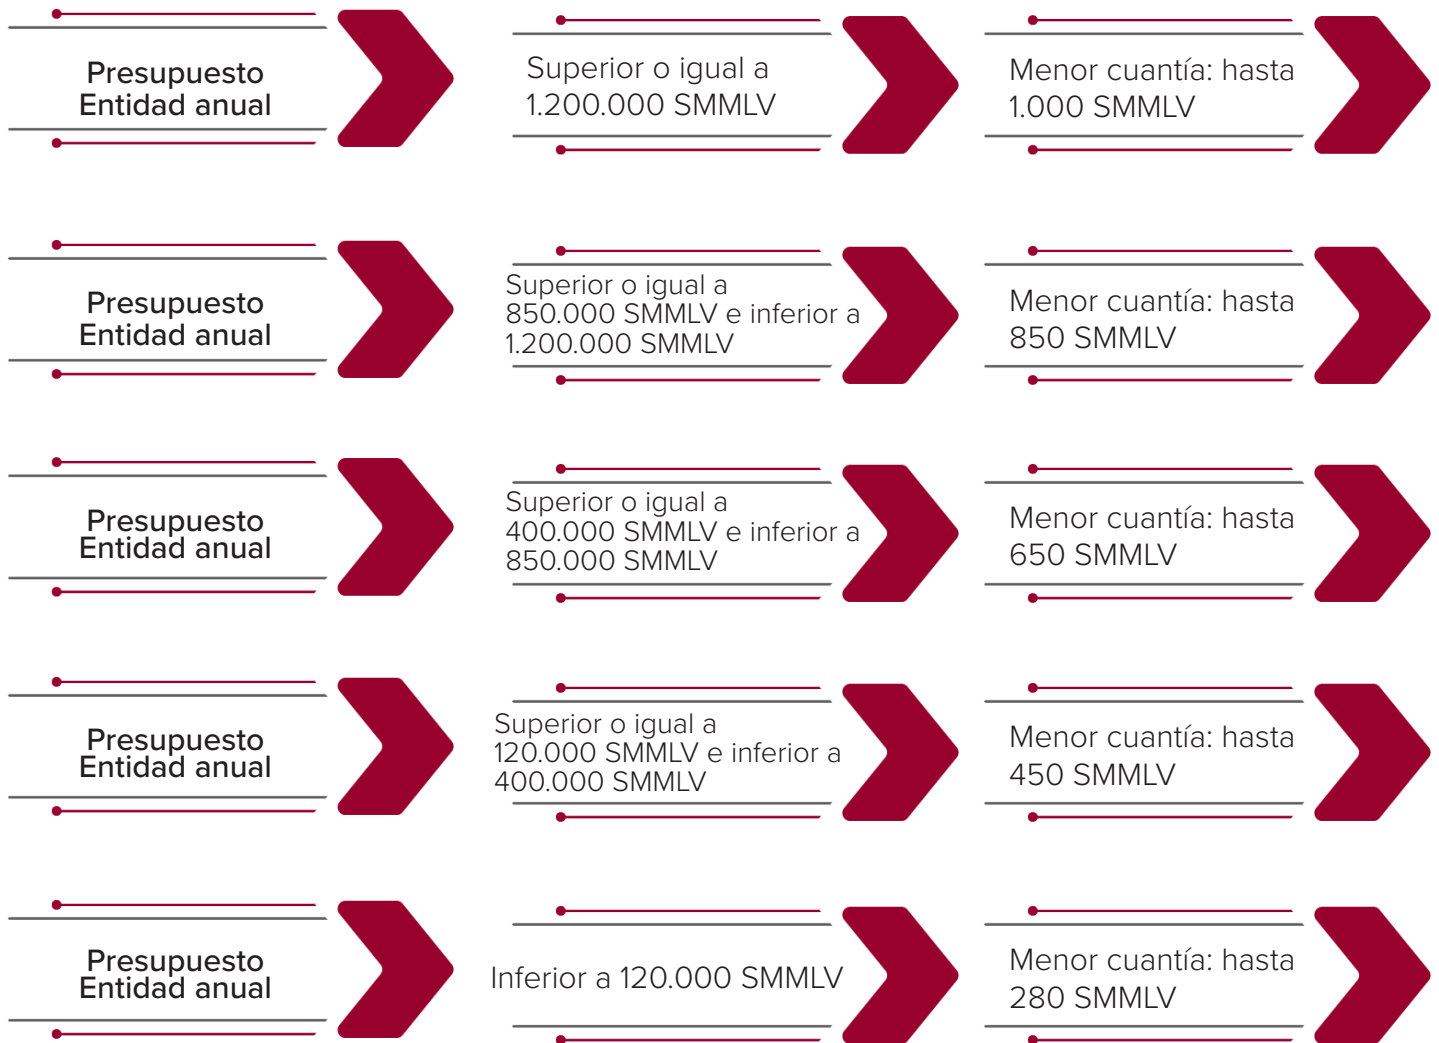 Presupuesto
Entidad anual
Superior o igual a
1.200.000 SMMLV
Menor cuantía: hasta
1.000 SMMLV
Presupuesto
Entidad anual
Superior o igual a
850.000 SMMLV e inferior a
1.200.000 SMMLV
Menor cuantía: hasta
850 SMMLV
Presupuesto
Entidad anual
Superior o igual a
400.000 SMMLV e inferior a
850.000 SMMLV
Menor cuantía: hasta
650 SMMLV
Presupuesto
Entidad anual
Superior o igual a
120.000 SMMLV e inferior a
400.000 SMMLV
Menor cuantía: hasta
450 SMMLV
Presupuesto
Entidad anual
Inferior a 120.000 SMMLV
Menor cuantía: hasta
280 SMMLV